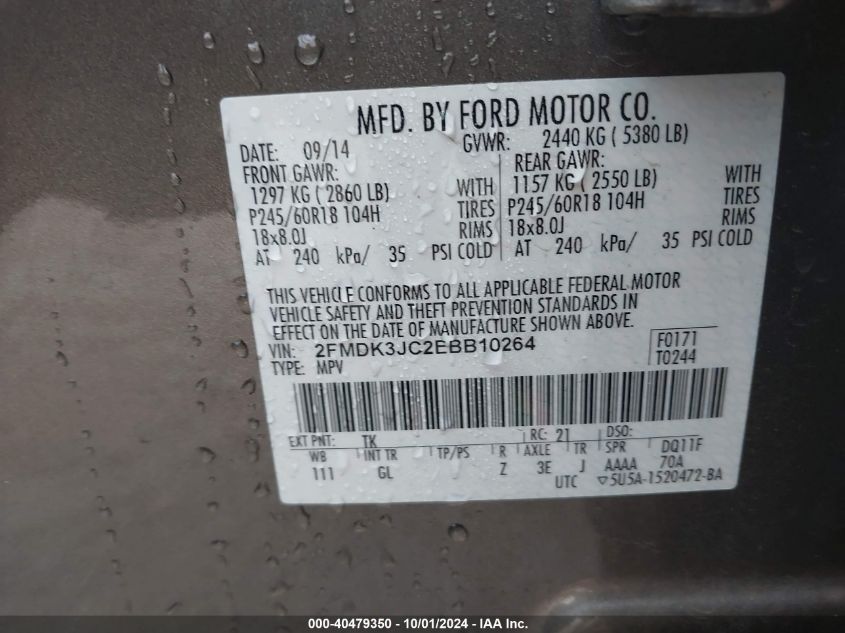 MFD. BY FORD MOTOR CO.
DATE: 09/14 GVWR: 2440 KG ( 5380 LB)
FRONT GAWR: REAR GAWR:
1297 KG ( 2860 LB) WITH 1157 KG ( 2550 LB) WITH
P245/60R18 104H TIRES P245/60R18 104H TIRES
18x8.0J RIMS 18x8.0J RIMS
AT 240 kPa/ 35 PSI COLD AT 240 kPa/ 35 PSI COLD
THIS VEHICLE CONFORMS TO ALL APPLICABLE FEDERAL MOTOR
VEHICLE SAFETY AND THEFT PREVENTION STANDARDS IN
EFFECT ON THE DATE OF MANUFACTURE SHOWN ABOVE.
VIN: 2FMDK3JC2EBB10264 F0171
TYPE: MPV T0244
EXT PNT: TK RC: 21 DSO:
WB INT TR TP/PS R AXLE TR SPR DQ11F
111 GL Z 3E J AAAA 70A
UTC ▽5U5A-1520472-BA
000-40479350 - 10/01/2024 - IAA Inc.